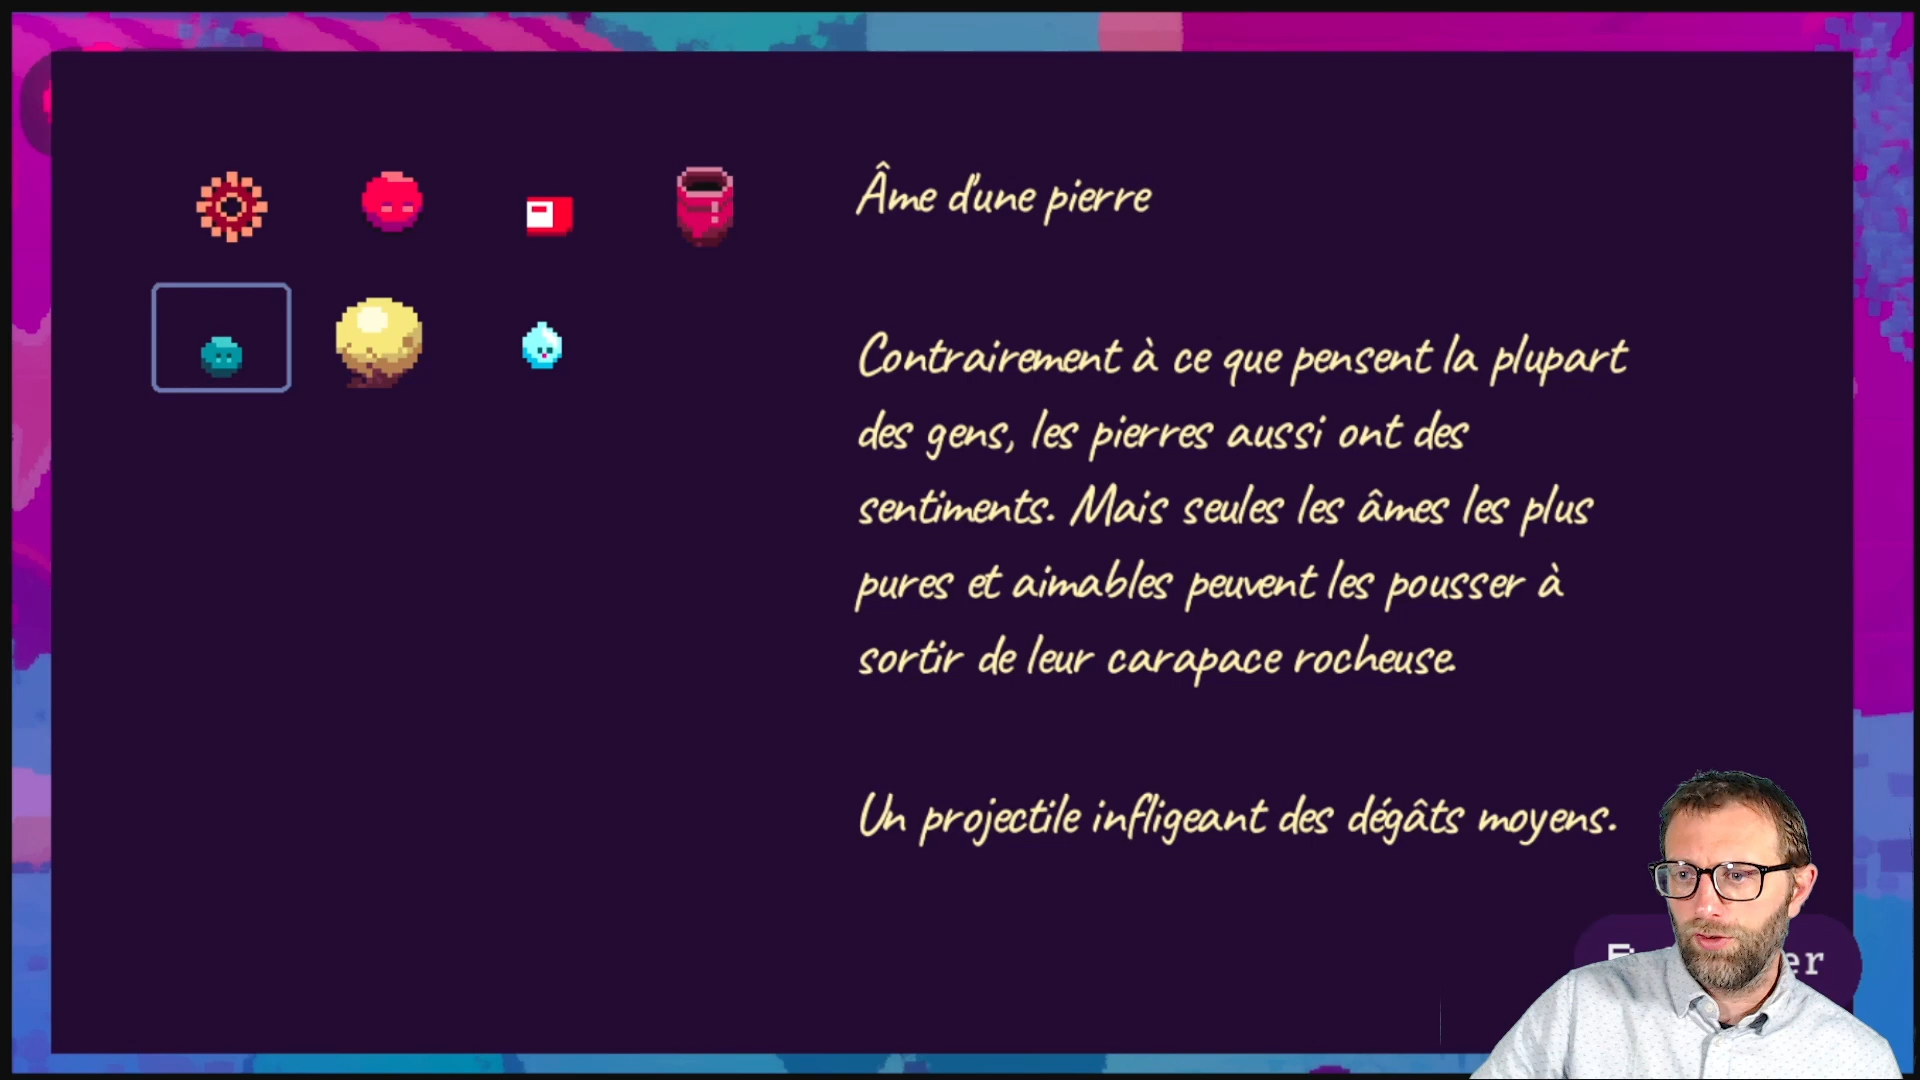 Âme d'une pierre
Contrairement à ce que pensent la plupart
des gens, les pierres aussi ont des
sentiments. Mais seules les âmes les plus
pures et aimables peuvent les pousser à
sortir de leur carapace rocheuse.
Un projectile infligeant des dégâts moyens.